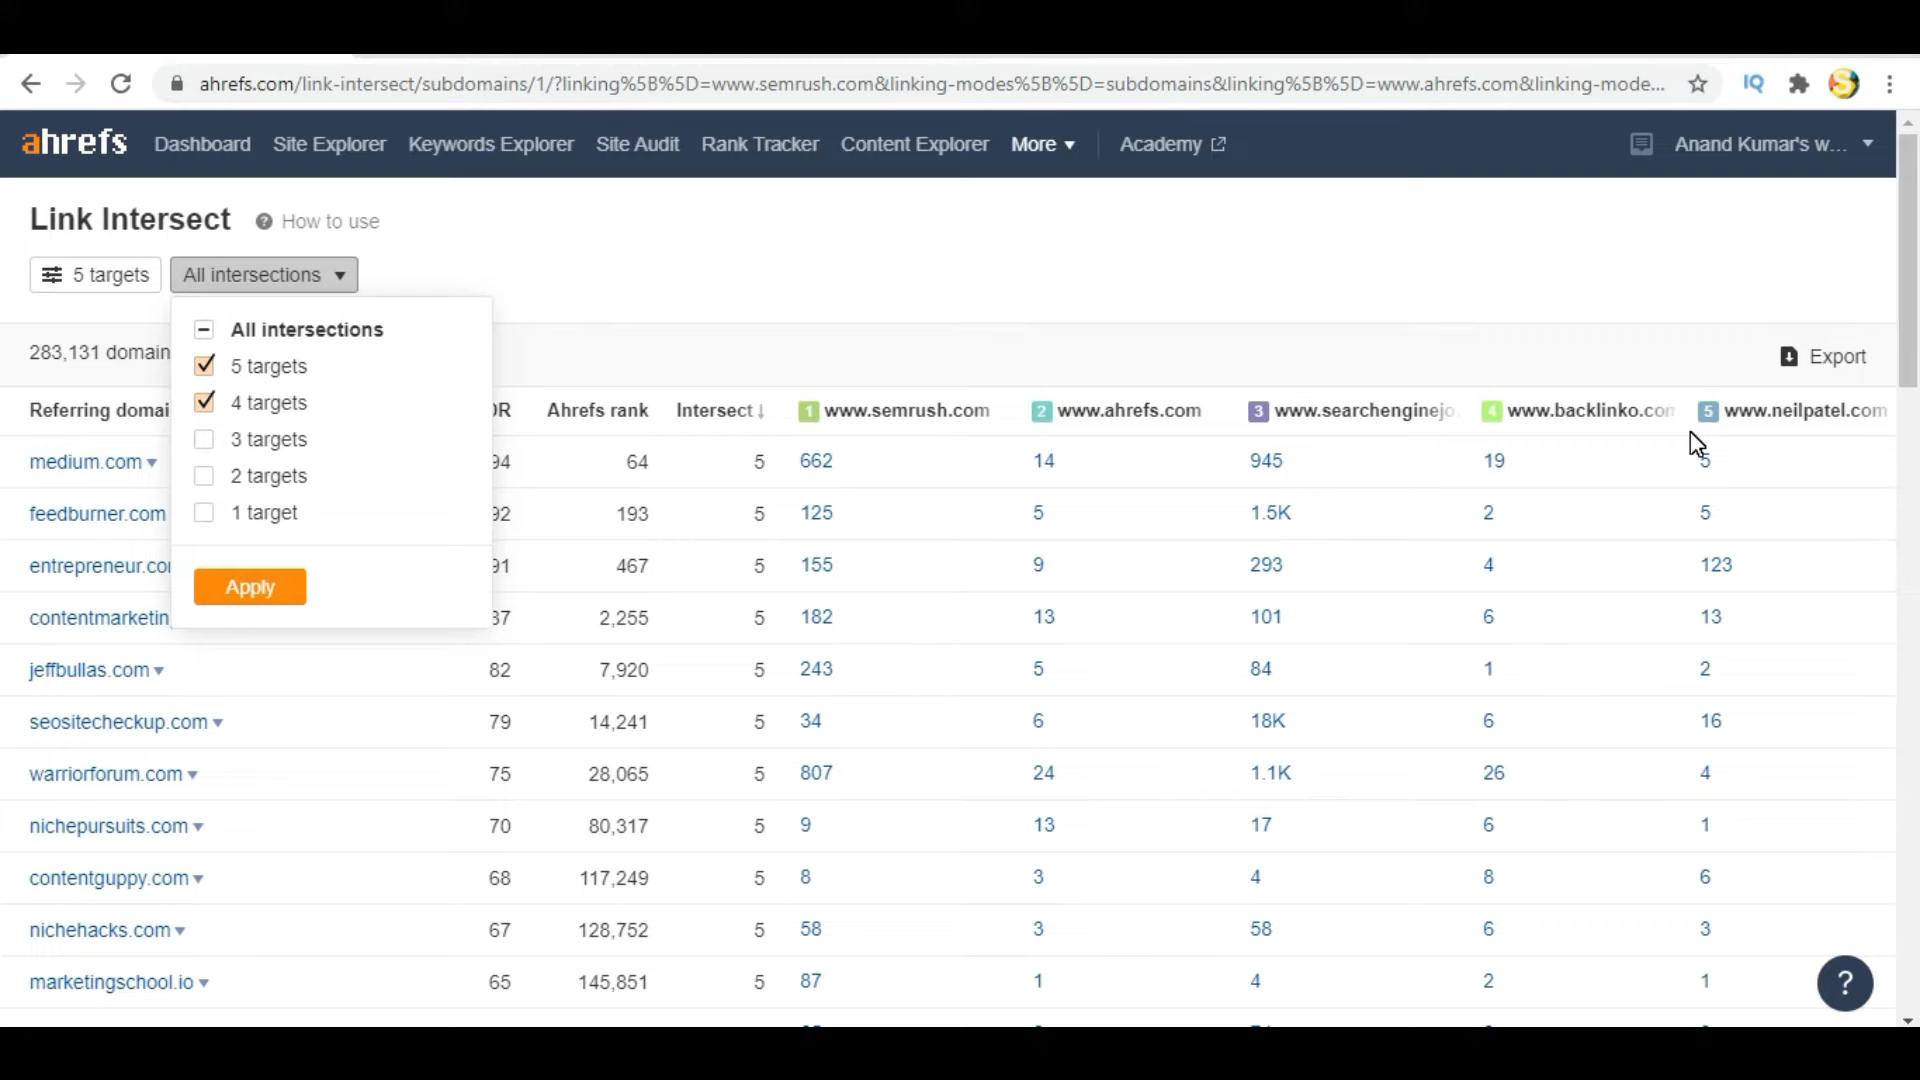 ahrefs.com/link-intersect/subdomains/1/?linking%5B%5D=www.semrush.com&linking-modes%5B%5D=subdomains&linking%5B%5D=www.ahrefs.com&linking-mode... IQ
ahrefs Dashboard Site Explorer Keywords Explorer Site Audit Rank Tracker Content Explorer More Academy Anand Kumar's w...
Link Intersect ? How to use
5 targets All intersections
All intersections
283,131 domain Export
5 targets
4 targets
Referring domai DR Ahrefs rank Intersect 1 www.semrush.com 2 www.ahrefs.com 3 www.searchenginejo 4 www.backlinko.com 5 www.neilpatel.com
3 targets
medium.com 94 64 5 662 14 945 19 5
2 targets
feedburner.com 92 193 5 125 5 1.5K 2 5
1 target
entrepreneur.com 91 467 5 155 9 293 4 123
Apply
contentmarketing 87 2,255 5 182 13 101 6 13
jeffbullas.com 82 7,920 5 243 5 84 1 2
seositecheckup.com 79 14,241 5 34 6 18K 6 16
warriorforum.com 75 28,065 5 807 24 1.1K 26 4
nichepursuits.com 70 80,317 5 9 13 17 6 1
contentguppy.com 68 117,249 5 8 3 4 8 6
nichehacks.com 67 128,752 5 58 3 58 6 3
marketingschool.io 65 145,851 5 87 1 4 2 1
?